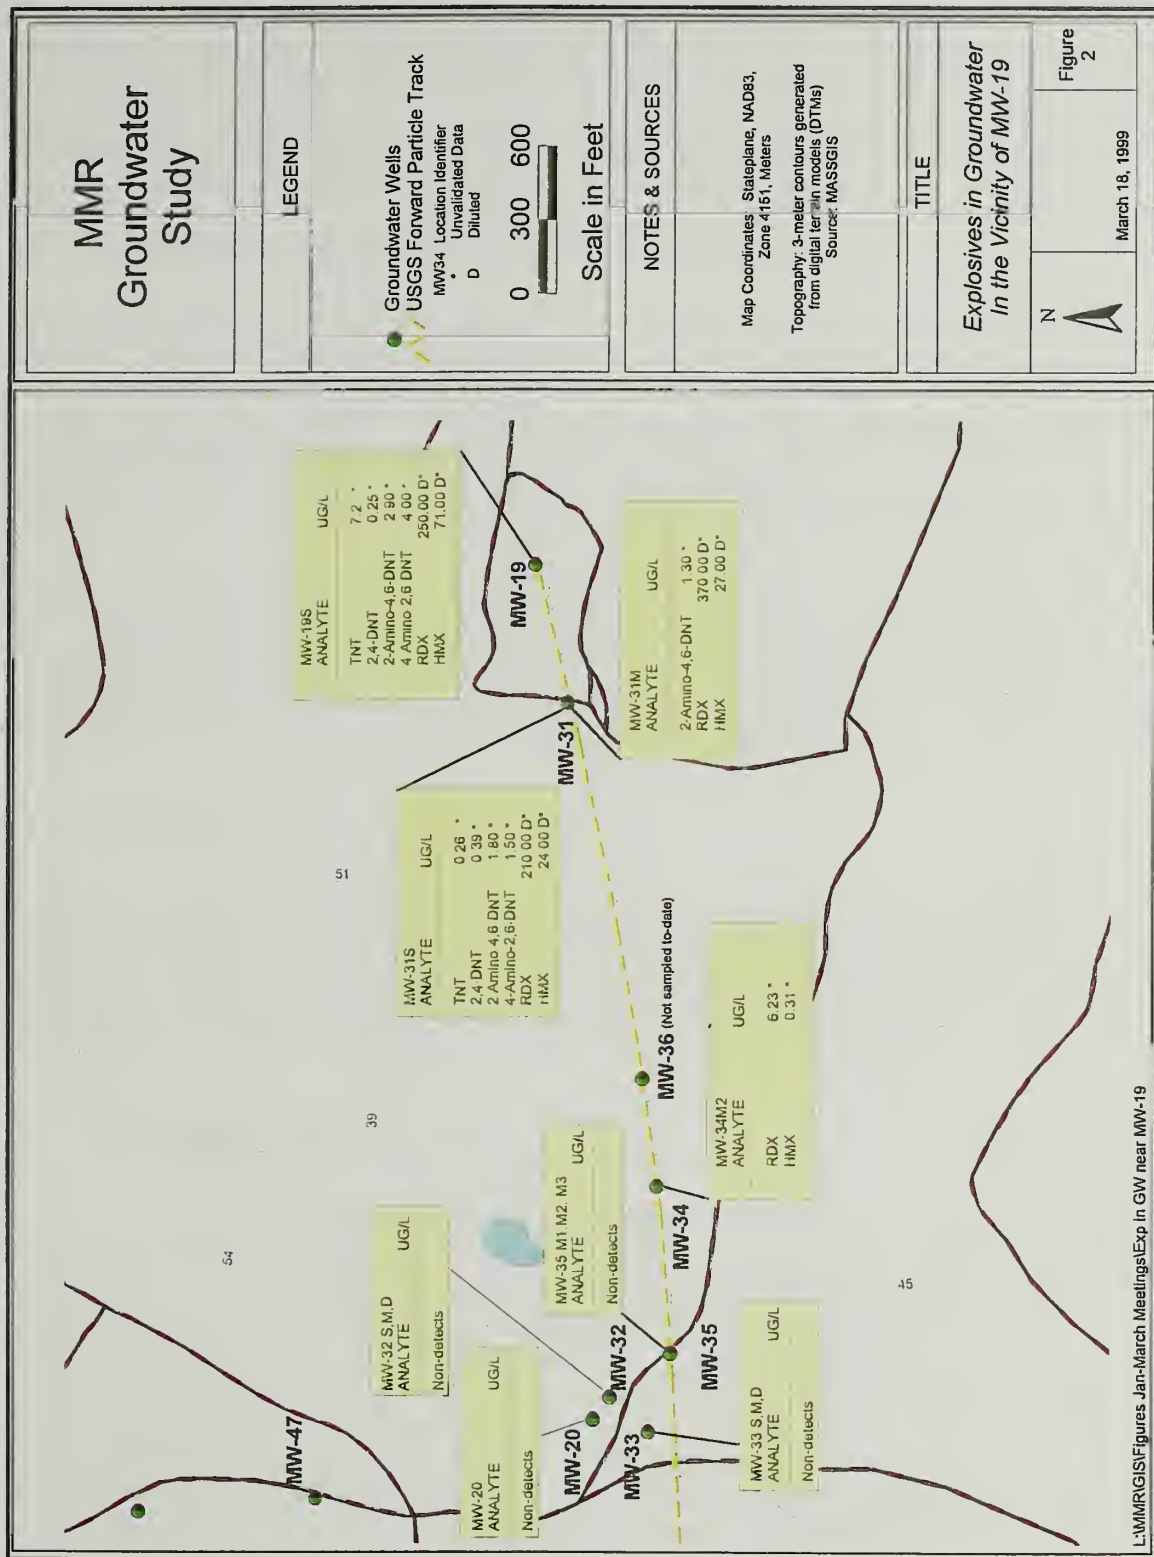 MMR
Groundwater
Study
LEGEND
Groundwater Wells
USGS Forward Particle Track
MW34 Location Identifier
* Unvalidated Data
D Diluted
0 300 600
Scale in Feet
NOTES & SOURCES
Map Coordinates: Stateplane, NAD83,
Zone 4151, Meters
Topography: 3-meter contours generated
from digital terrain models (DTMs)
Source: MASSGIS
TITLE
Explosives in Groundwater
In the Vicinity of MW-19
N
March 18, 1999
Figure
2
MW-19S
ANALYTE UG/L
TNT 7.2 *
2,4-DNT 0.25 *
2-Amino-4,6-DNT 2 90 *
4 Amino 2,6 DNT 4 00 *
RDX 250.00 D*
HMX 71.00 D*
MW-19
MW-31
MW-31M
ANALYTE UG/L
2-Amino-4,6-DNT 1.30 *
RDX 370 00 D*
HMX 27.00 D*
MW-31S
ANALYTE UG/L
TNT 0 26 *
2,4-DNT 0 39 *
2 Amino 4,6 DNT 1.80 *
4-Amino-2,6-DNT 1.50 *
RDX 210 00 D*
HMX 24 00 D*
51
39
54
45
MW-36 (Not sampled to-date)
MW-34M2
ANALYTE UG/L
RDX 6.23 *
HMX 0.31 *
MW-34
MW-35 M1 M2, M3
ANALYTE UG/L
Non-detects
MW-35
MW-32 S,M,D
ANALYTE UG/L
Non-detects
MW-32
MW-20
ANALYTE UG/L
Non-detects
MW-20
MW-33
MW-33 S,M,D
ANALYTE UG/L
Non-detects
MW-47
L:\MMR\GIS\Figures Jan-March Meetings\Exp in GW near MW-19